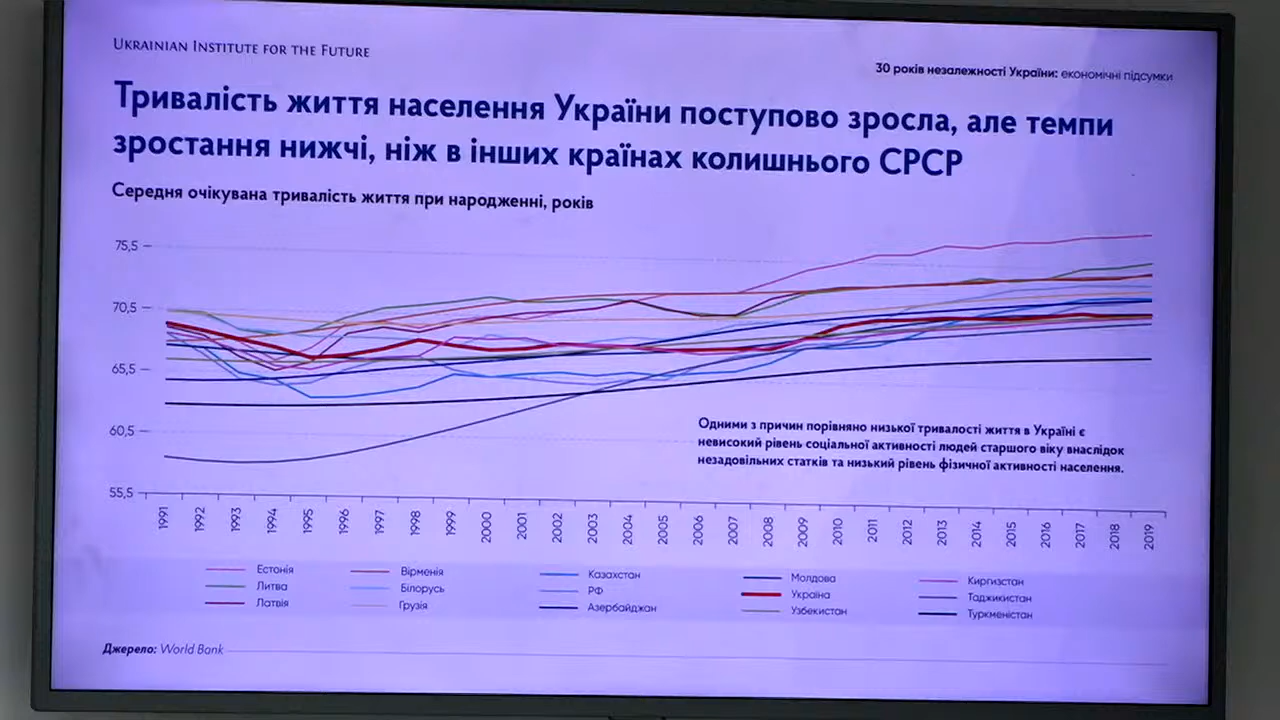 UKRAINIAN INSTITUTE FOR THE FUTURE
30 років незалежності України: економічні підсумки
Тривалість життя населення України поступово зросла, але темпи
зростання нижчі, ніж в інших країнах колишнього СРСР
Середня очікувана тривалість життя при народженні, років
75,5
70,5
65,5
60,5
55,5
Одними з причин порівняно низької тривалості життя в Україні є
невисокий рівень соціальної активності людей старшого віку внаслідок
незадовільних статків та низький рівень фізичної активності населення.
1991 1992 1993 1994 1995 1996 1997 1998 1999 2000 2001 2002 2003 2004 2005 2006 2007 2008 2009 2010 2011 2012 2013 2014 2015 2016 2017 2018 2019
Естонія Вірменія Казахстан Молдова Киргизстан
Литва Білорусь РФ Україна Таджикистан
Латвія Грузія Азербайджан Узбекистан Туркменістан
Джерело: World Bank